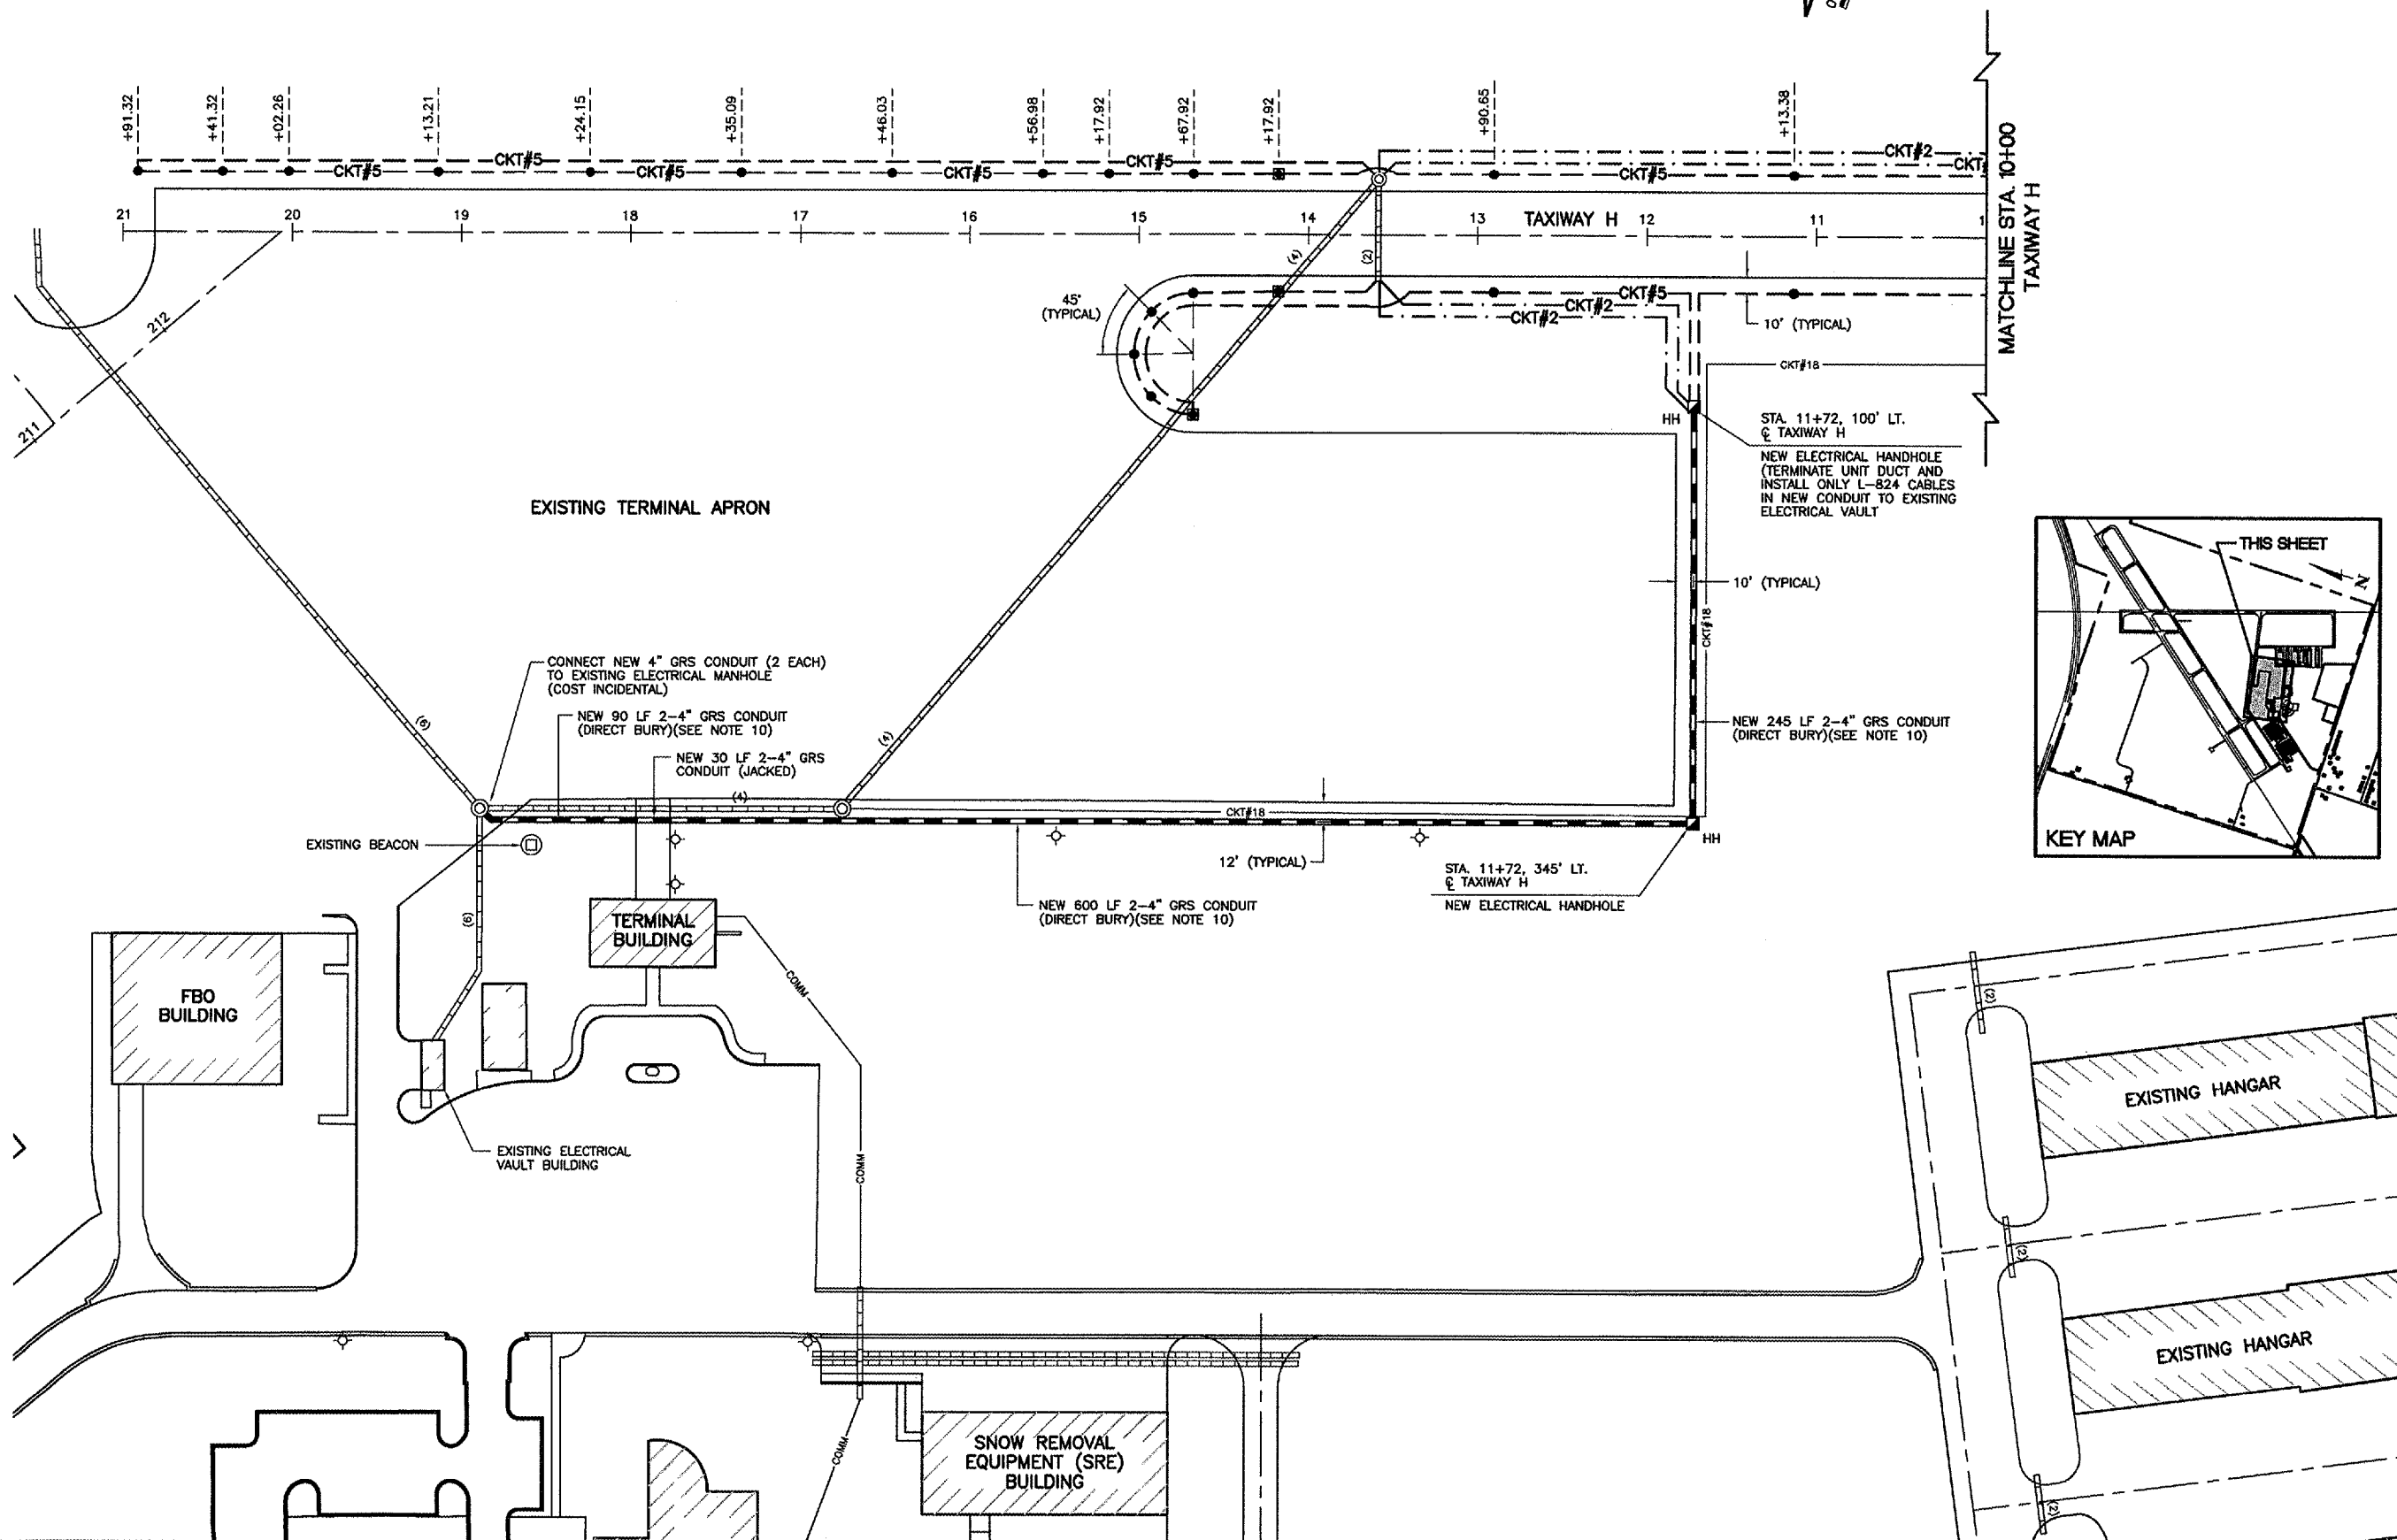 +91.32
+41.32
+02.26
+13.21
+24.15
+35.09
+46.03
+56.98
+17.92
+67.92
+17.92
+90.65
+13.38
CKT#5
CKT#5
CKT#2
CKT#5
CKT#5
CKT#5
CKT#5
MATCHLINE STA. 10+00
TAXIWAY H
21
20
19
18
17
16
15
14
13
TAXIWAY H
12
11
(4)
(2)
45°
(TYPICAL)
CKT#5
CKT#2
CKT#2
10' (TYPICAL)
212
211
CKT#18
HH
STA. 11+72, 100' LT.
℄ TAXIWAY H
NEW ELECTRICAL HANDHOLE
(TERMINATE UNIT DUCT AND
INSTALL ONLY L-824 CABLES
IN NEW CONDUIT TO EXISTING
ELECTRICAL VAULT
EXISTING TERMINAL APRON
THIS SHEET
N
KEY MAP
10' (TYPICAL)
CKT#18
CONNECT NEW 4" GRS CONDUIT (2 EACH)
TO EXISTING ELECTRICAL MANHOLE
(COST INCIDENTAL)
NEW 90 LF 2-4" GRS CONDUIT
(DIRECT BURY)(SEE NOTE 10)
NEW 30 LF 2-4" GRS
CONDUIT (JACKED)
(6)
(4)
NEW 245 LF 2-4" GRS CONDUIT
(DIRECT BURY)(SEE NOTE 10)
(4)
CKT#18
EXISTING BEACON
12' (TYPICAL)
HH
STA. 11+72, 345' LT.
℄ TAXIWAY H
NEW ELECTRICAL HANDHOLE
NEW 600 LF 2-4" GRS CONDUIT
(DIRECT BURY)(SEE NOTE 10)
TERMINAL
BUILDING
COMM
FBO
BUILDING
(2)
EXISTING HANGAR
EXISTING ELECTRICAL
VAULT BUILDING
COMM
(2)
EXISTING HANGAR
COMM
SNOW REMOVAL
EQUIPMENT (SRE)
BUILDING
(2)